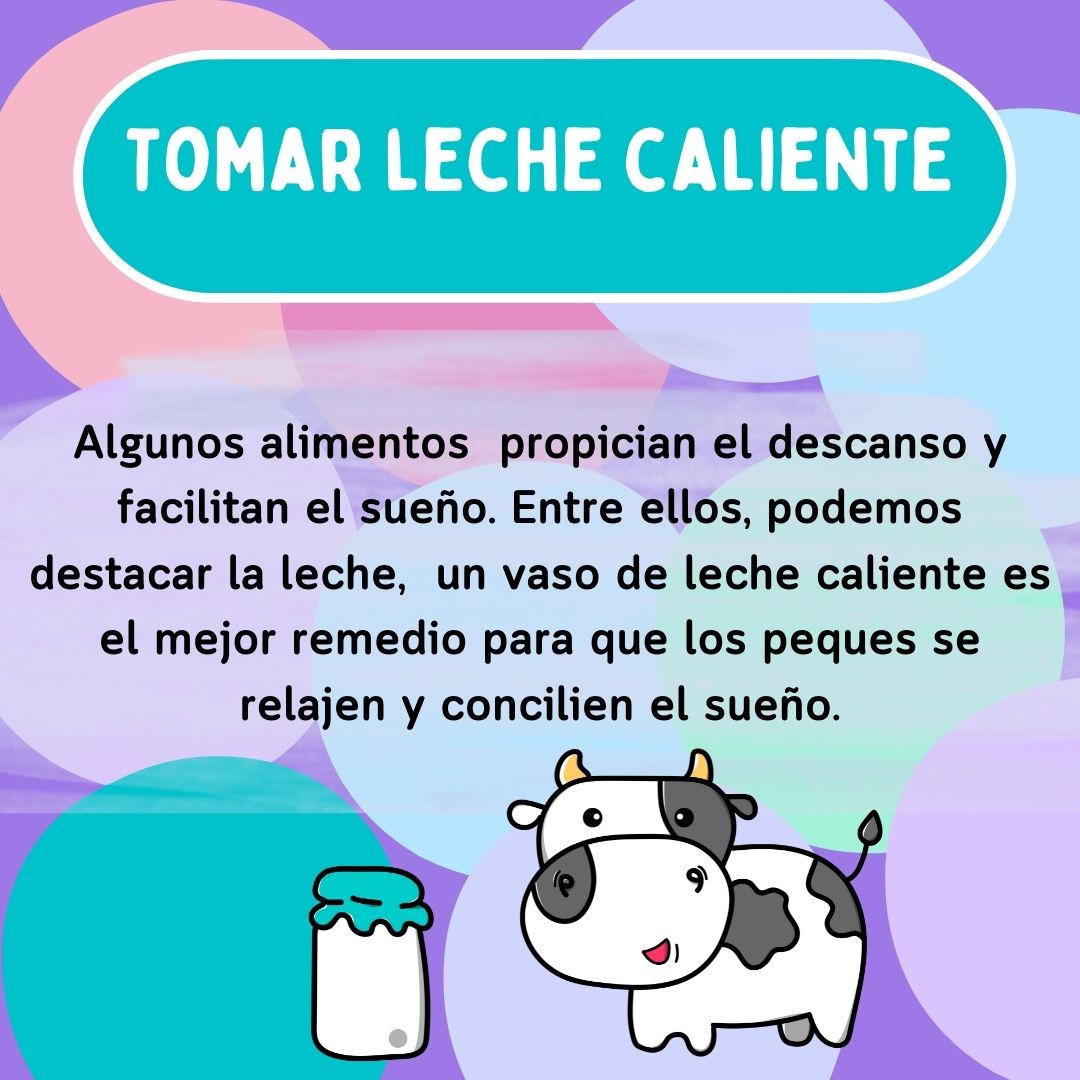 TOMAR LECHE CALIENTE
Algunos alimentos propician el descanso y
facilitan el sueño. Entre ellos, podemos
destacar la leche, un vaso de leche caliente es
el mejor remedio para que los peques se
relajen y concilien el sueño.